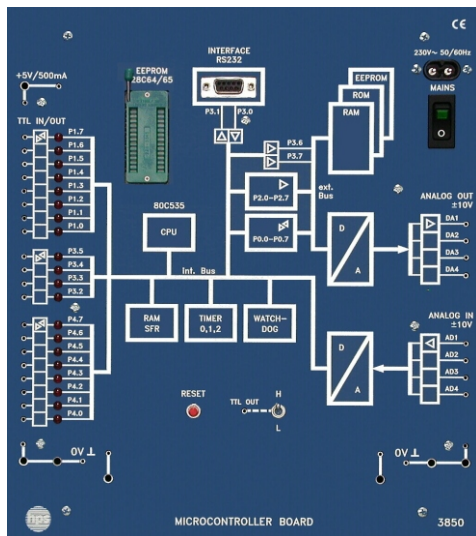 CE
INTERFACE
RS232
EEPROM
28C64/65
230V~ 50/60Hz
MAINS
+5V/500mA
P3.1
P3.0
EEPROM
ROM
RAM
TTL IN/OUT
P1.7
P1.6
P1.5
P1.4
P1.3
P1.2
P1.1
P1.0
P3.6
P3.7
P2.0-P2.7
P0.0-P0.7
ext.
Bus
80C535
CPU
Int. Bus
RAM
SFR
TIMER
0,1,2
WATCH-
DOG
D
A
ANALOG OUT
±10V
DA1
DA2
DA3
DA4
P3.5
P3.4
P3.3
P3.2
P4.7
P4.6
P4.5
P4.4
P4.3
P4.2
P4.1
P4.0
D
A
ANALOG IN
±10V
AD1
AD2
AD3
AD4
RESET
TTL OUT
H
L
0V
0V
hps
MICROCONTROLLER BOARD
3850